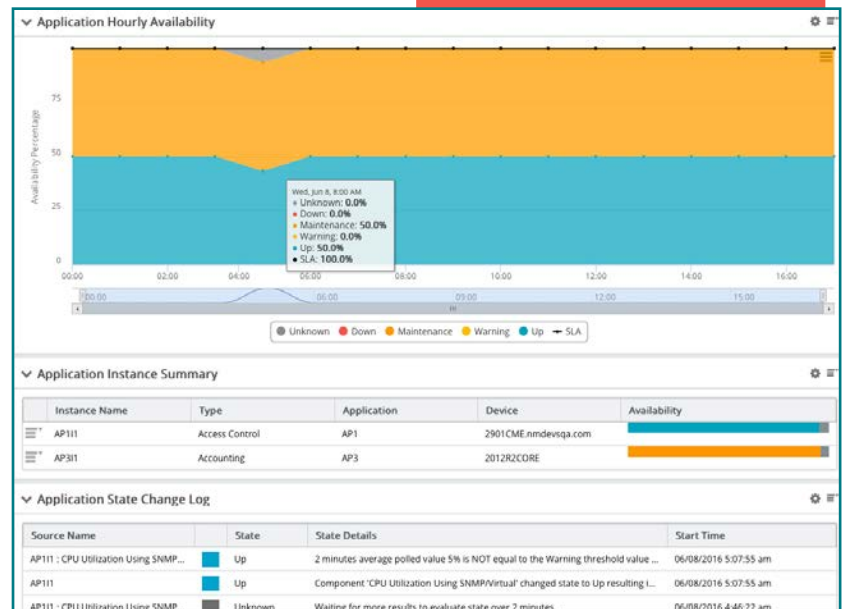 Application Hourly Availability
Availability Percentage
75
50
25
0
Wed, Jun 8, 8:00 AM
Unknown: 0.0%
Down: 0.0%
Maintenance: 50.0%
Warning: 0.0%
Up: 50.0%
SLA: 100.0%
00:00 02:00 04:00 06:00 08:00 10:00 12:00 14:00 16:00
00:00 06:00 09:00 12:00 15:00
Unknown Down Maintenance Warning Up SLA
Application Instance Summary
Instance Name Type Application Device Availability
AP1I1 Access Control AP1 2901CME.nmdevsqa.com
AP3I1 Accounting AP3 2012R2CORE
Application State Change Log
Source Name State State Details Start Time
AP1I1 : CPU Utilization Using SNMP... Up 2 minutes average polled value 5% is NOT equal to the Warning threshold value ... 06/08/2016 5:07:55 am
AP1I1 Up Component 'CPU Utilization Using SNMP/Virtual' changed state to Up resulting i... 06/08/2016 5:07:55 am
AP1I1 : CPU Utilization Using SNMP... Unknown Waiting for more results to evaluate state over 2 minutes 06/08/2016 4:46:22 am